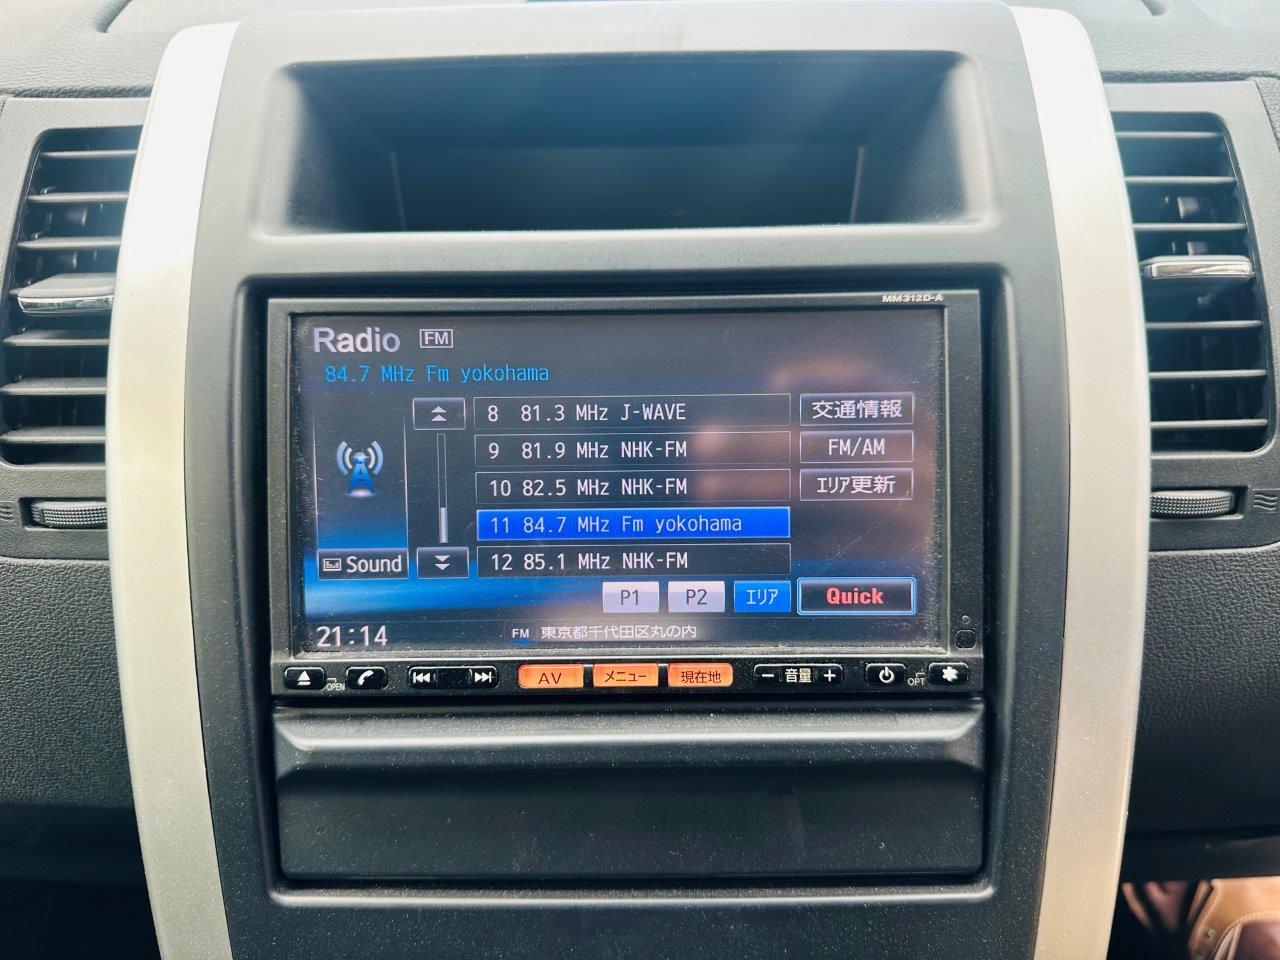 MM312D-A
Radio FM
84.7 MHz Fm yokohama
8 81.3 MHz J-WAVE
交通情報
9 81.9 MHz NHK-FM
FM/AM
10 82.5 MHz NHK-FM
エリア更新
11 84.7 MHz Fm yokohama
Sound
12 85.1 MHz NHK-FM
P1 P2 エリア Quick
21:14 FM 東京都千代田区丸の内
OPEN AV メニュー 現在地 − 音量 + OPT